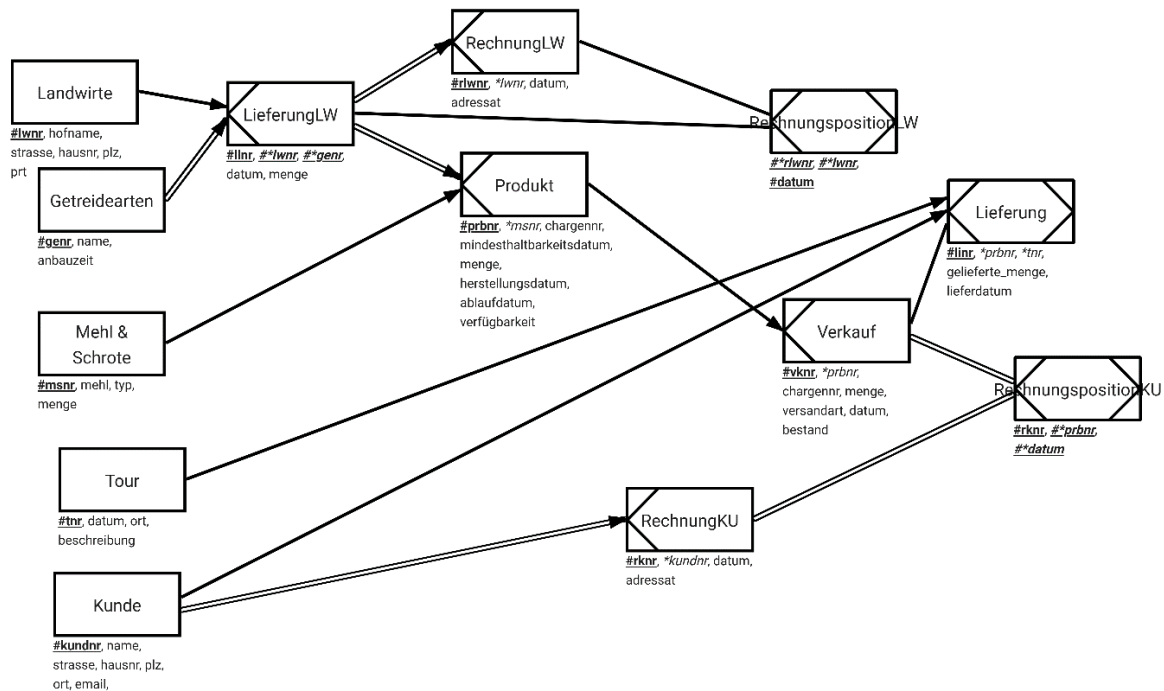 RechnungLW
#rlwnr, *lwnr, datum,
adressat
Landwirte
#lwnr, hofname,
strasse, hausnr, plz,
prt
LieferungLW
#llnr, #*lwnr, #*genr,
datum, menge
RechnungspositionLW
#*rlwnr, #*lwnr,
#datum
Getreidearten
#genr, name,
anbauzeit
Produkt
#prbnr, *msnr, chargennr,
mindesthaltbarkeitsdatum,
menge,
herstellungsdatum,
ablaufdatum,
verfügbarkeit
Lieferung
#linr, *prbnr, *tnr,
gelieferte_menge,
lieferdatum
Mehl &
Schrote
#msnr, mehl, typ,
menge
Verkauf
#vknr, *prbnr,
chargennr, menge,
versandart, datum,
bestand
RechnungspositionKU
#rknr, #*prbnr,
#*datum
Tour
#tnr, datum, ort,
beschreibung
RechnungKU
#rknr, *kundnr, datum,
adressat
Kunde
#kundnr, name,
strasse, hausnr, plz,
ort, email,